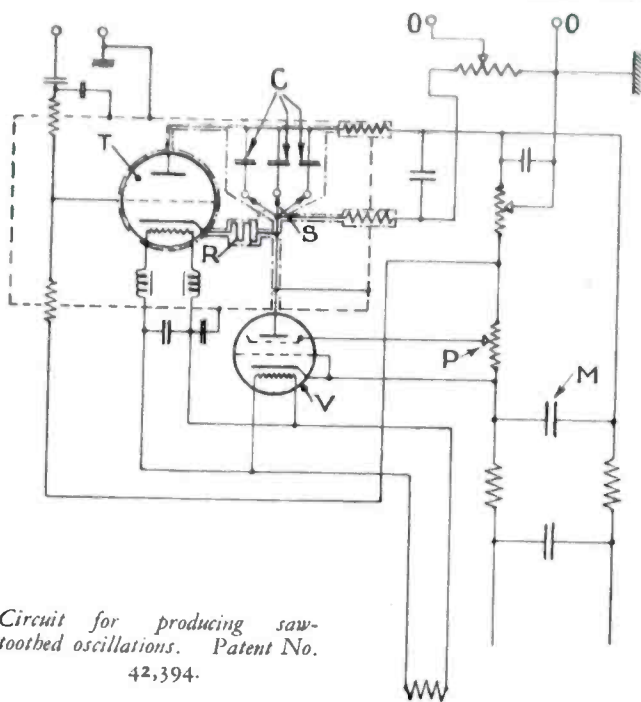 O O
C
T
S
R
P
M
V
Circuit for producing saw-
toothed oscillations. Patent No.
42,394.